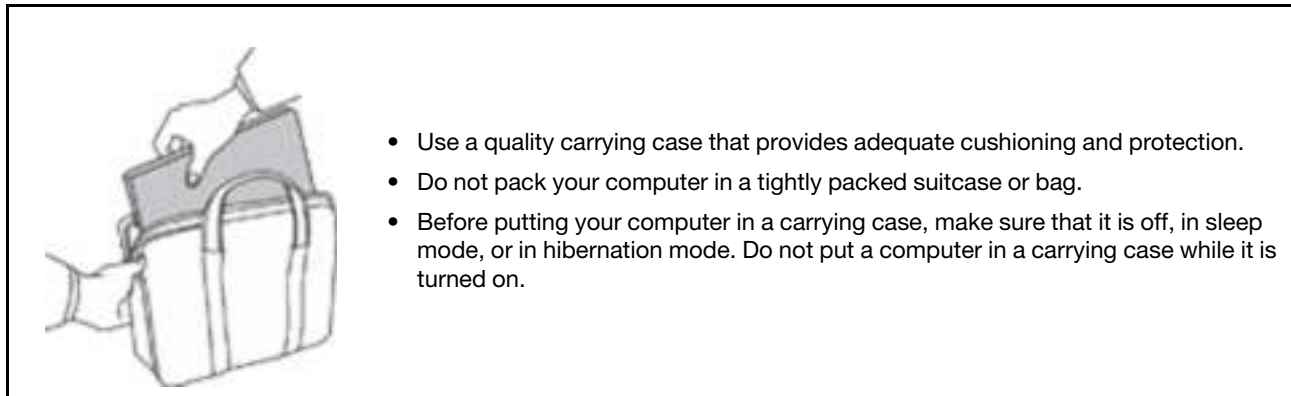 • Use a quality carrying case that provides adequate cushioning and protection.
• Do not pack your computer in a tightly packed suitcase or bag.
• Before putting your computer in a carrying case, make sure that it is off, in sleep
mode, or in hibernation mode. Do not put a computer in a carrying case while it is
turned on.